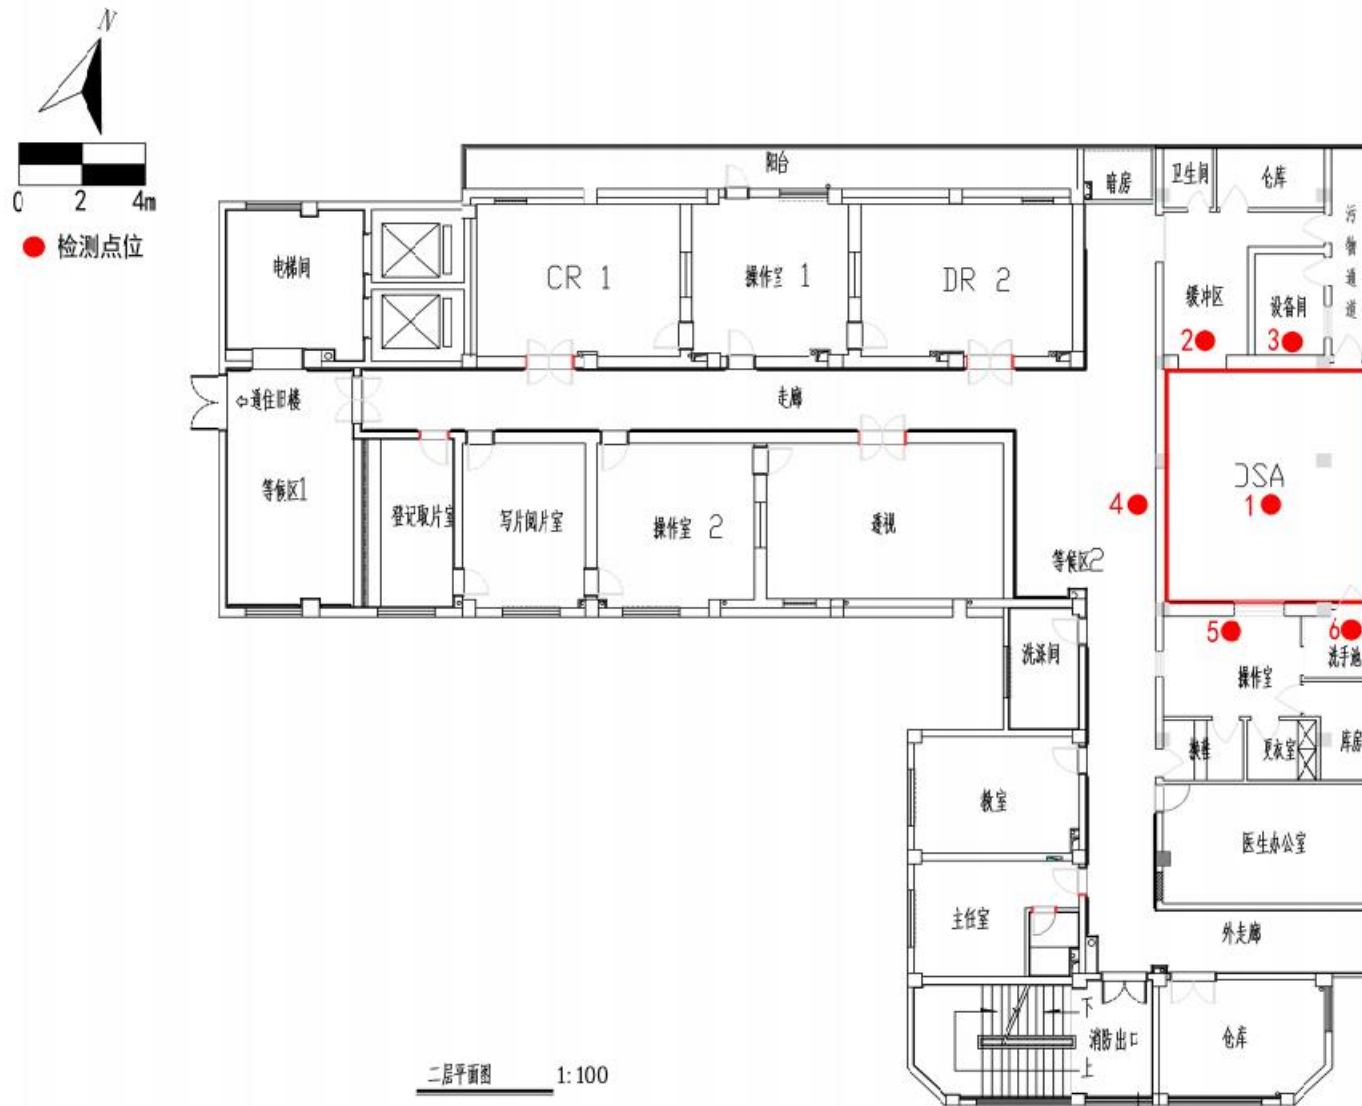 N
0 2 4m
检测点位
阳台
暗房
卫生间
仓库
污物通道
电梯间
CR 1
操作室 1
DR 2
缓冲区
设备间
2
3
⇦通住旧楼
走廊
等候区1
登记取片室
写片阅片室
操作室 2
透视
4
DSA
1
等候区2
5
6
洗涤间
操作室
洗手池
换鞋
更衣室
库房
教室
医生办公室
主任室
外走廊
下
消防出口
上
仓库
二层平面图 1:100